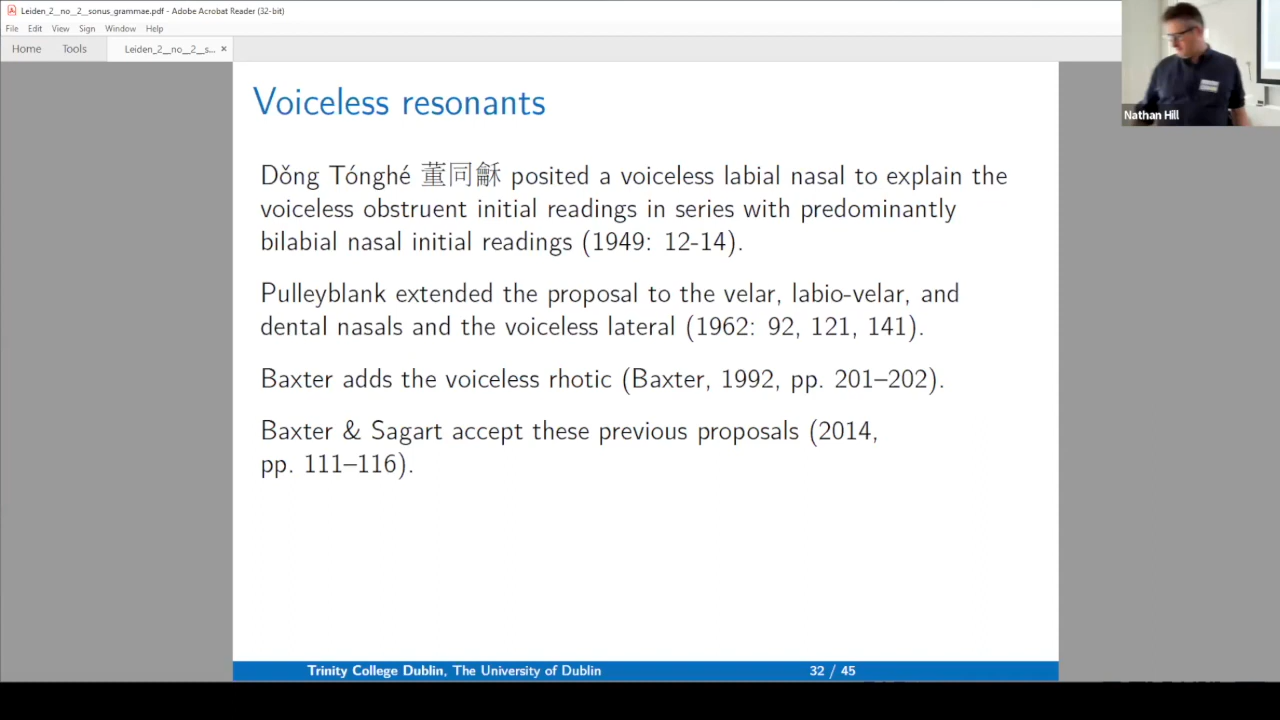 Leiden_2__no__2__sonus_grammae.pdf - Adobe Acrobat Reader (32-bit)
File Edit View Sign Window Help
Home Tools Leiden_2__no__2__s... ×
Voiceless resonants
Dǒng Tónghé 董同龢 posited a voiceless labial nasal to explain the
voiceless obstruent initial readings in series with predominantly
bilabial nasal initial readings (1949: 12-14).
Pulleyblank extended the proposal to the velar, labio-velar, and
dental nasals and the voiceless lateral (1962: 92, 121, 141).
Baxter adds the voiceless rhotic (Baxter, 1992, pp. 201–202).
Baxter & Sagart accept these previous proposals (2014,
pp. 111–116).
Trinity College Dublin, The University of Dublin 32 / 45
Nathan Hill